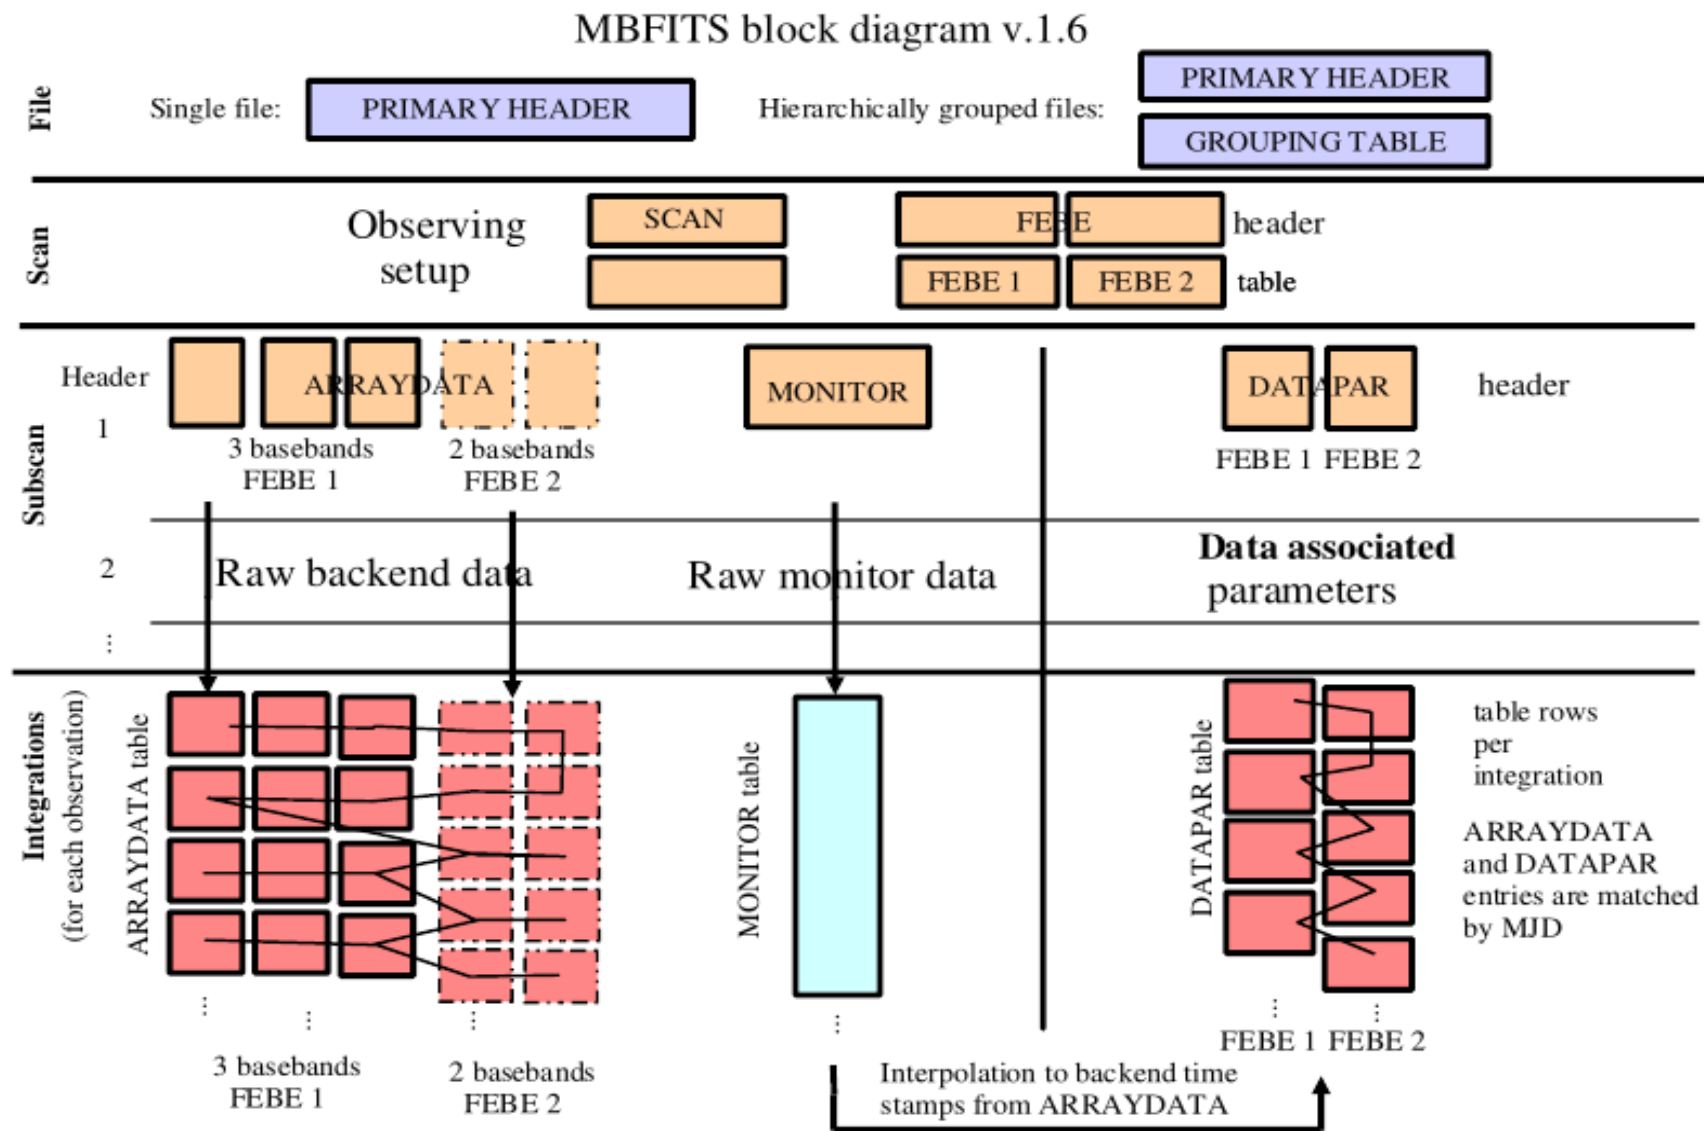 MBFITS block diagram v.1.6
File
Single file:
PRIMARY HEADER
Hierarchically grouped files:
PRIMARY HEADER
GROUPING TABLE
Scan
Observing
setup
SCAN
FEBE
header
FEBE 1
FEBE 2
table
Subscan
Header
1
ARRAYDATA
3 basebands
FEBE 1
2 basebands
FEBE 2
MONITOR
DATAPAR
header
FEBE 1
FEBE 2
2
Raw backend data
Raw monitor data
Data associated
parameters
...
Integrations
(for each observation)
ARRAYDATA table
MONITOR table
DATAPAR table
table rows
per
integration
ARRAYDATA
and DATAPAR
entries are matched
by MJD
...
...
...
...
...
...
3 basebands
FEBE 1
2 basebands
FEBE 2
FEBE 1
FEBE 2
Interpolation to backend time
stamps from ARRAYDATA